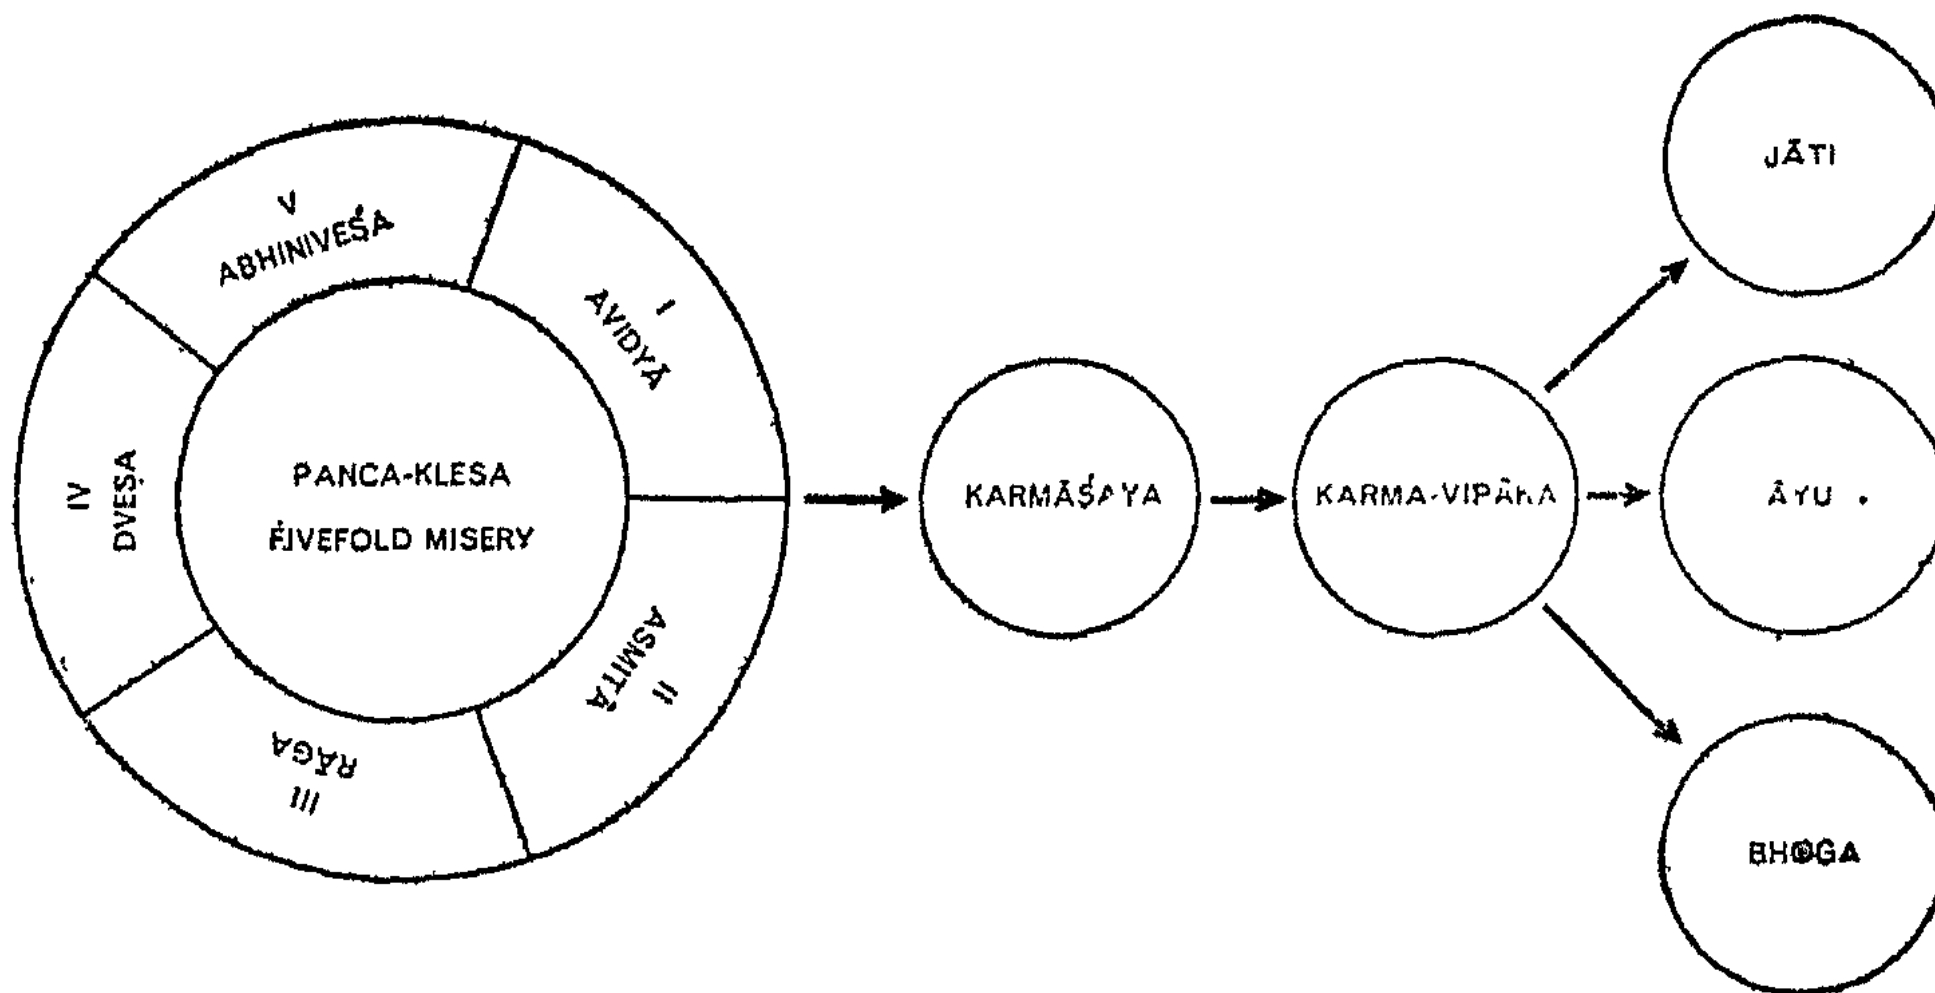 V
ABHINIVEŚA
I
AVIDYĀ
II
ASMITĀ
III
RĀGA
IV
DVEṢA
PANCA-KLESA
FIVEFOLD MISERY
KARMĀŚAYA
KARMA-VIPĀKA
JĀTI
ĀYU
BHOGA